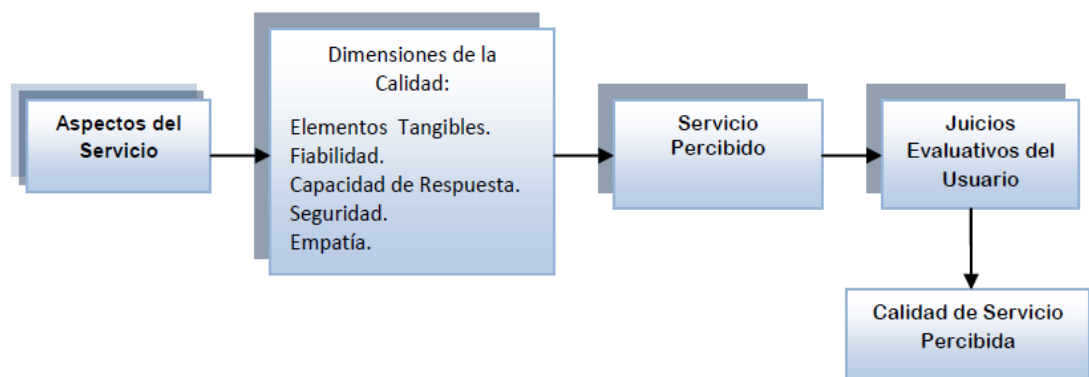 Aspectos del
Servicio
Dimensiones de la
Calidad:
Elementos Tangibles.
Fiabilidad.
Capacidad de Respuesta.
Seguridad.
Empatía.
Servicio
Percibido
Juicios
Evaluativos del
Usuario
Calidad de Servicio
Percibida